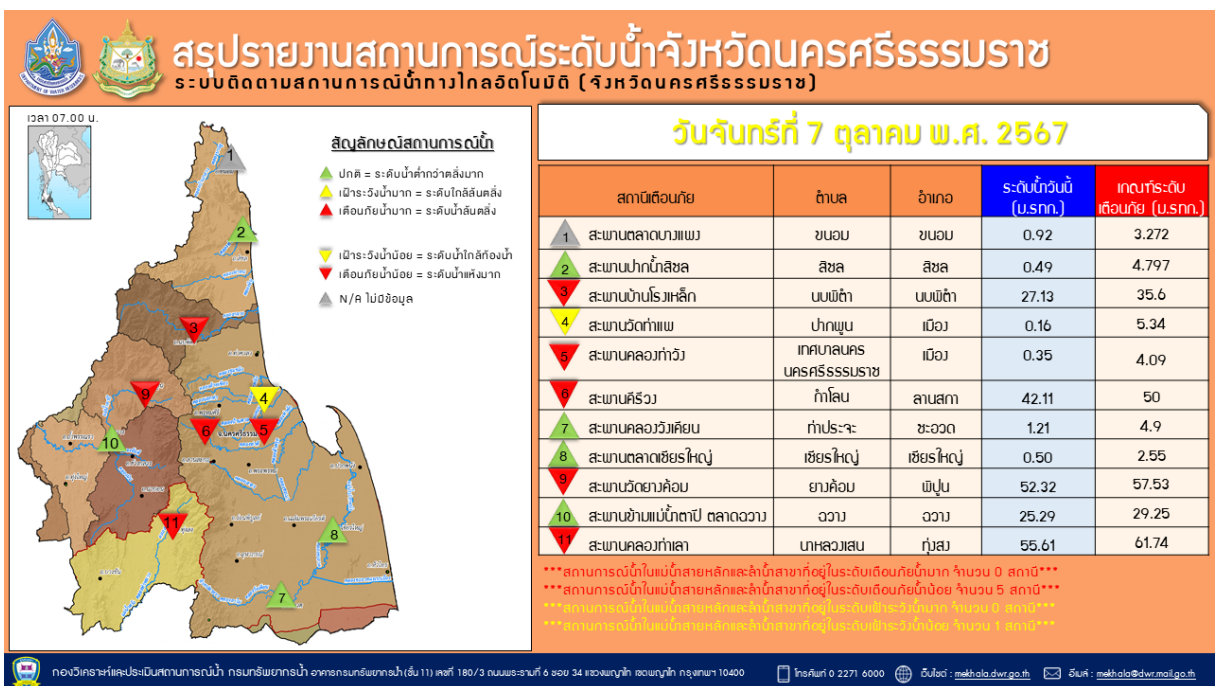 สรุปรายงานสถานการณ์ระดับน้ำจังหวัดนครศรีธรรมราช
ระบบติดตามสถานการณ์น้ำทางไกลอัตโนมัติ (จังหวัดนครศรีธรรมราช)
เวลา 07.00 น.
สัญลักษณ์สถานการณ์น้ำ
ปกติ = ระดับน้ำต่ำกว่าตลิ่งมาก
เฝ้าระวังน้ำมาก = ระดับใกล้ล้นตลิ่ง
เตือนภัยน้ำมาก = ระดับน้ำล้นตลิ่ง
เฝ้าระวังน้ำน้อย = ระดับน้ำใกล้ท้องน้ำ
เตือนภัยน้ำน้อย = ระดับน้ำแห้งมาก
N/A ไม่มีข้อมูล
1
2
3
9
4
10
6
5
11
8
7
วันจันทร์ที่ 7 ตุลาคม พ.ศ. 2567
สถานีเตือนภัย ตำบล อำเภอ ระดับน้ำวันนี้ (ม.รทก.) เกณฑ์ระดับเตือนภัย (ม.รทก.)
1 สะพานตลาดบางแพง ขนอม ขนอม 0.92 3.272
2 สะพานปากน้ำสิชล สิชล สิชล 0.49 4.797
3 สะพานบ้านโรงเหล็ก นบพิตำ นบพิตำ 27.13 35.6
4 สะพานวัดท่าแพ ปากพูน เมือง 0.16 5.34
5 สะพานคลองท่าวัง เทศบาลนครนครศรีธรรมราช เมือง 0.35 4.09
6 สะพานคีรีวง กำโลน ลานสกา 42.11 50
7 สะพานคลองวังเคียน ท่าประจะ ชะอวด 1.21 4.9
8 สะพานตลาดเชียรใหญ่ เชียรใหญ่ เชียรใหญ่ 0.50 2.55
9 สะพานวัดยางค้อม ยางค้อม พิปูน 52.32 57.53
10 สะพานข้ามแม่น้ำตาปี ตลาดฉวาง ฉวาง ฉวาง 25.29 29.25
11 สะพานคลองท่าเลา นาหลวงเสน ทุ่งสง 55.61 61.74
***สถานการณ์น้ำในแม่น้ำสายหลักและลำน้ำสาขาที่อยู่ในระดับเตือนภัยน้ำมาก จำนวน 0 สถานี***
***สถานการณ์น้ำในแม่น้ำสายหลักและลำน้ำสาขาที่อยู่ในระดับเตือนภัยน้ำน้อย จำนวน 5 สถานี***
***สถานการณ์น้ำในแม่น้ำสายหลักและลำน้ำสาขาที่อยู่ในระดับเฝ้าระวังน้ำมาก จำนวน 0 สถานี***
***สถานการณ์น้ำในแม่น้ำสายหลักและลำน้ำสาขาที่อยู่ในระดับเฝ้าระวังน้ำน้อย จำนวน 1 สถานี***
กองวิเคราะห์และประเมินสถานการณ์น้ำ กรมทรัพยากรน้ำ อาคารกรมทรัพยากรน้ำ (ชั้น 11) เลขที่ 180/3 ถนนพระรามที่ 6 ซอย 34 แขวงพญาไท เขตพญาไท กรุงเทพฯ 10400 โทรศัพท์ 0 2271 6000 เว็บไซต์ : mekhala.dwr.go.th อีเมล์ : mekhala@dwr.mail.go.th